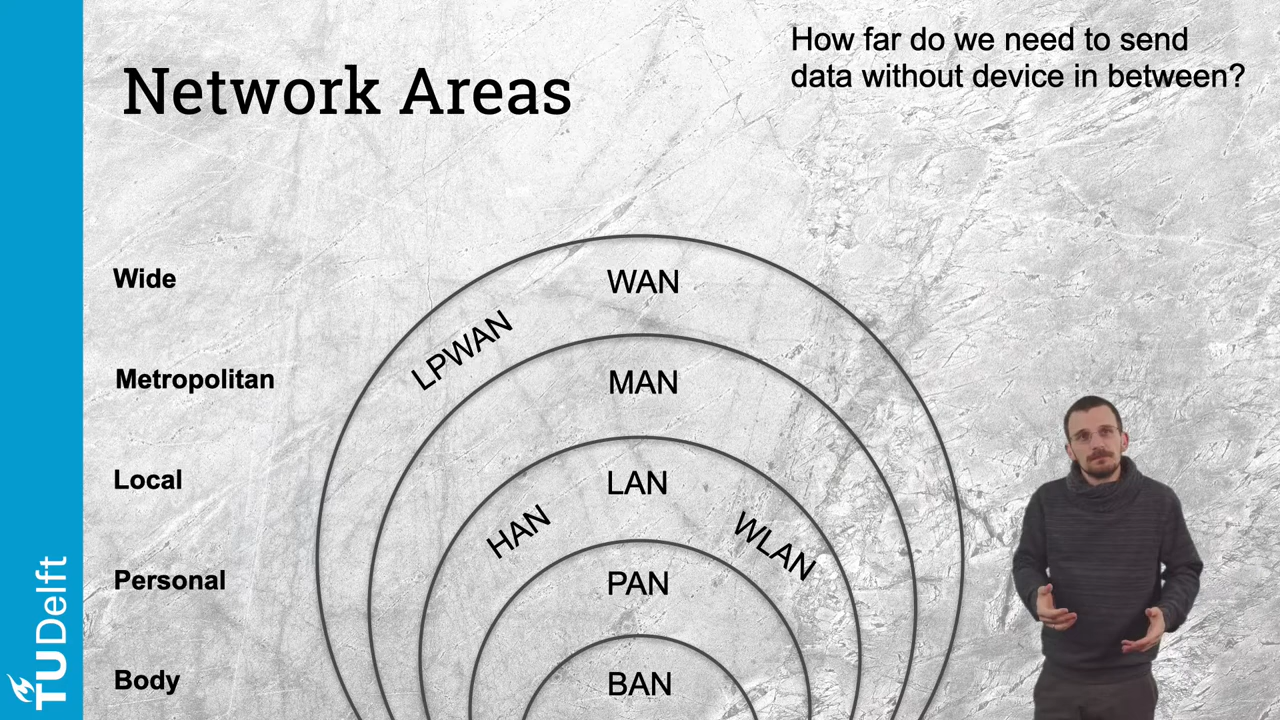 How far do we need to send
data without device in between?
Network Areas
Wide
WAN
LPWAN
Metropolitan
MAN
Local
LAN
HAN
WLAN
Personal
PAN
Body
BAN
TUDelft